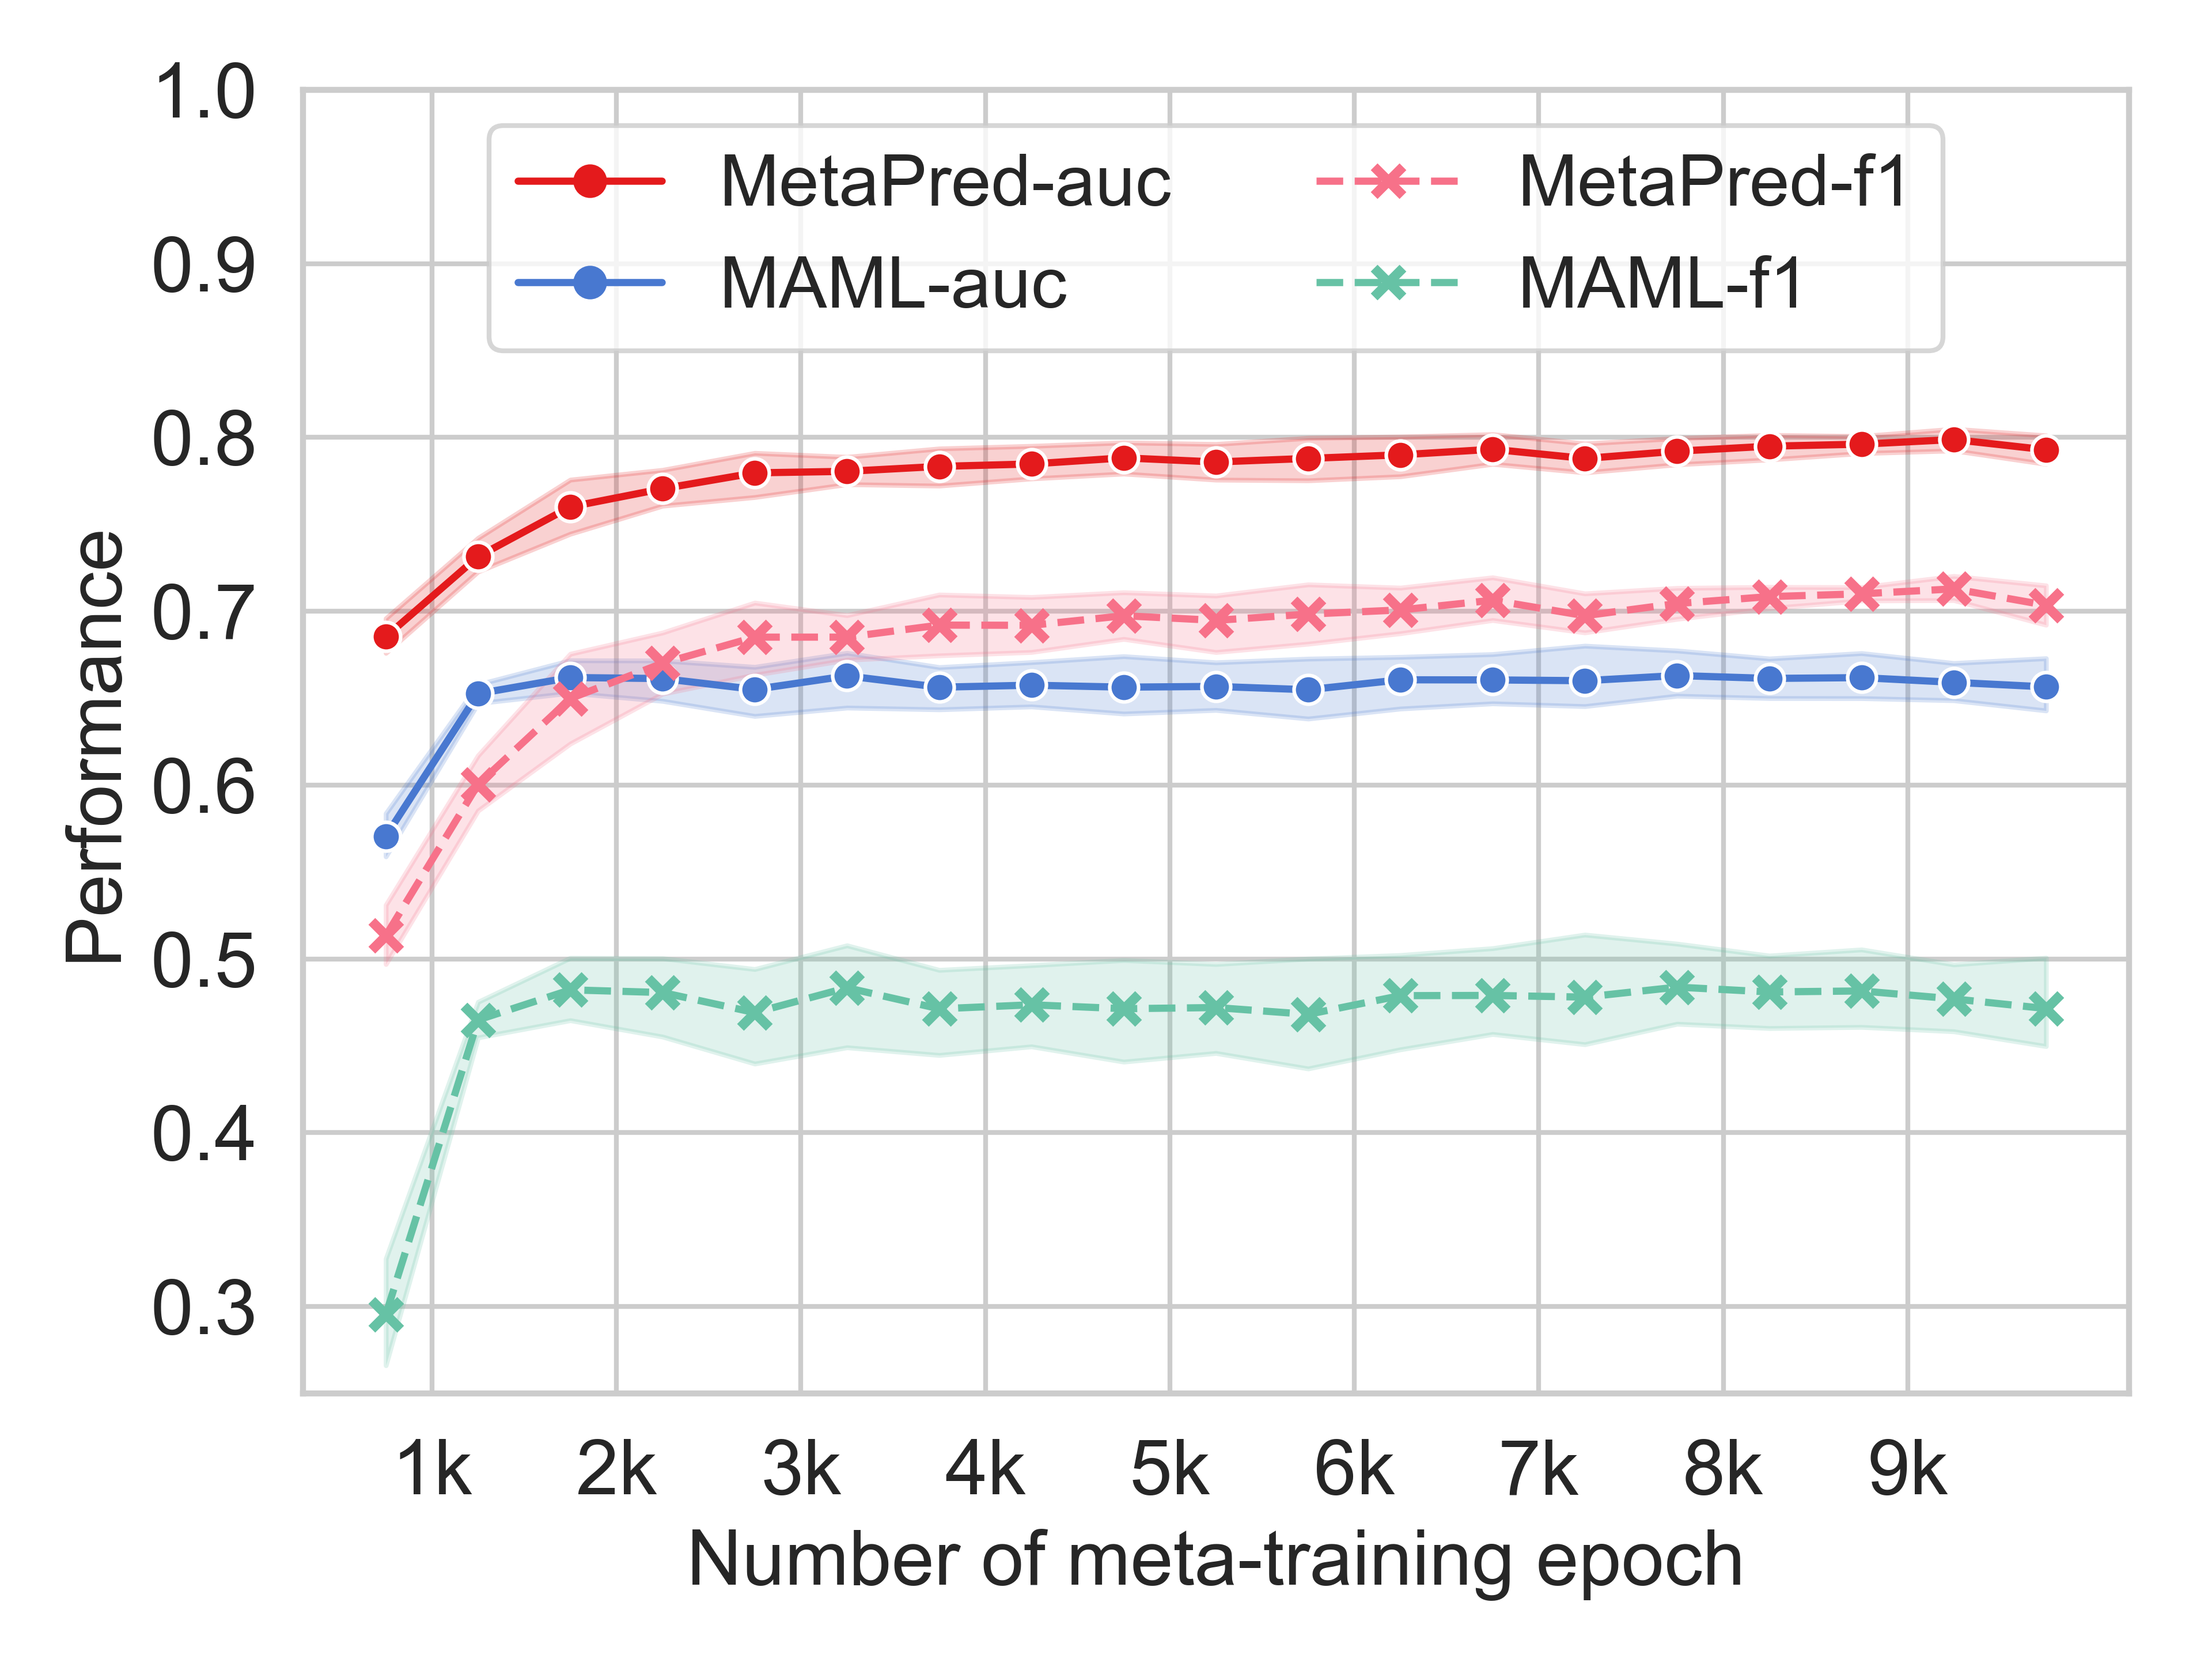 1.0
0.9
0.8
0.7
0.6
0.5
0.4
0.3
Performance
MetaPred-auc
MAML-auc
MetaPred-f1
MAML-f1
1k 2k 3k 4k 5k 6k 7k 8k 9k
Number of meta-training epoch